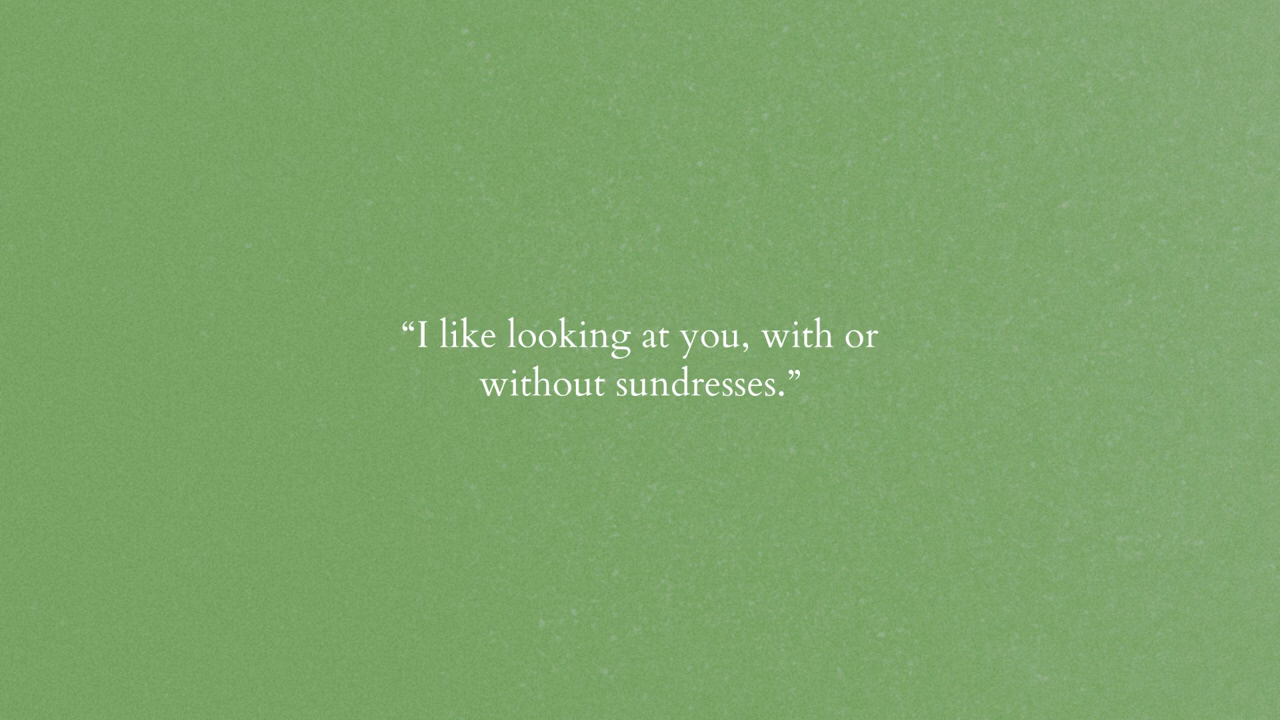 “I like looking at you, with or
without sundresses.”